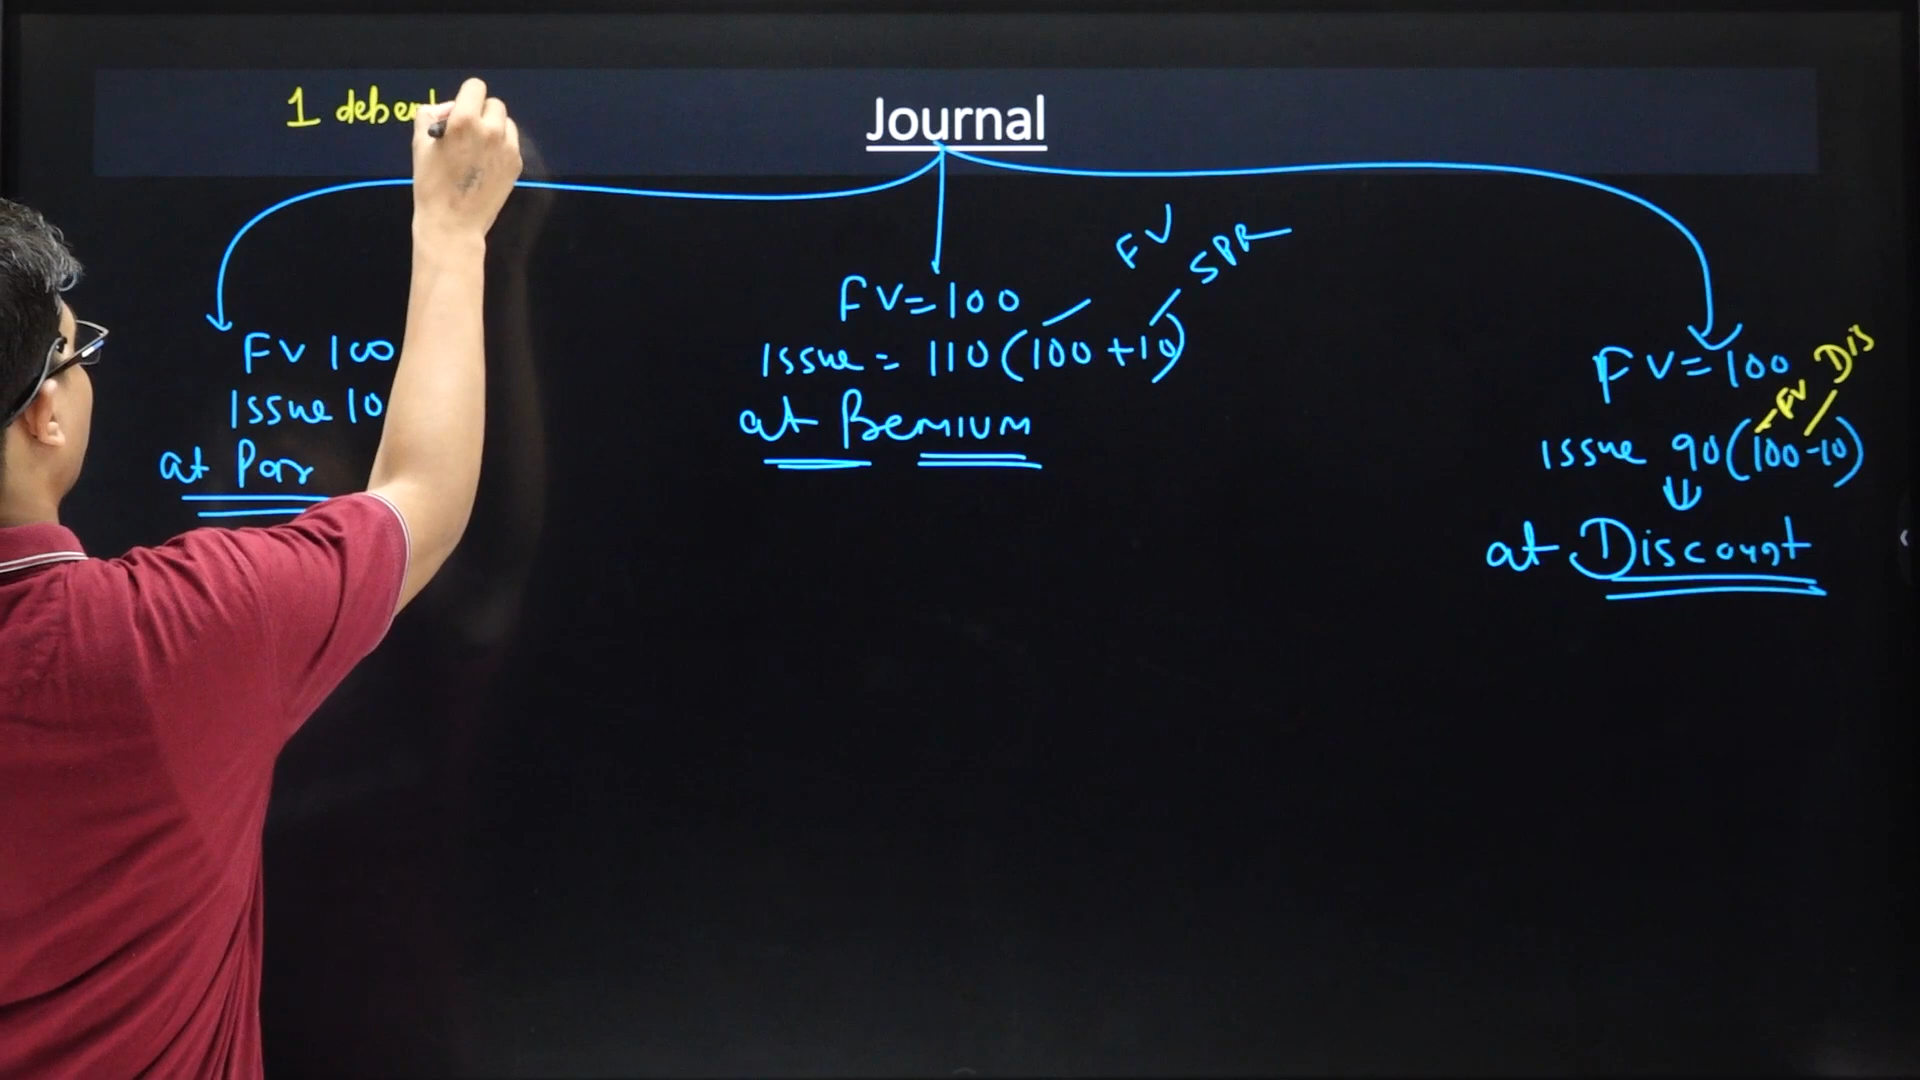 1 deben
Journal
FV 100
Issue 10
at Par
FV
SPR
FV=100
Issue = 110 (100+10)
at Premium
FV=100
FV Dis
issue 90 (100-10)
at Discount